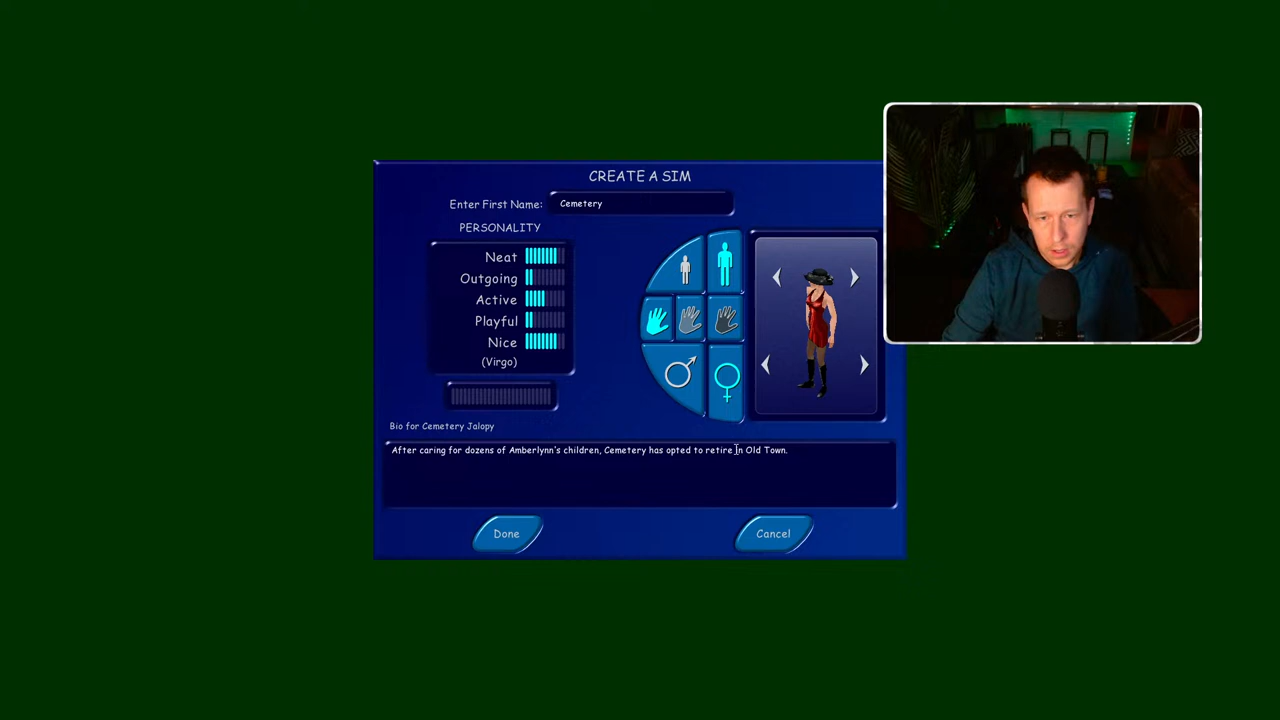 CREATE A SIM
Enter First Name: Cemetery
PERSONALITY
Neat
Outgoing
Active
Playful
Nice
(Virgo)
Bio for Cemetery Jalopy
After caring for dozens of Amberlynn's children, Cemetery has opted to retire in Old Town.
Done
Cancel